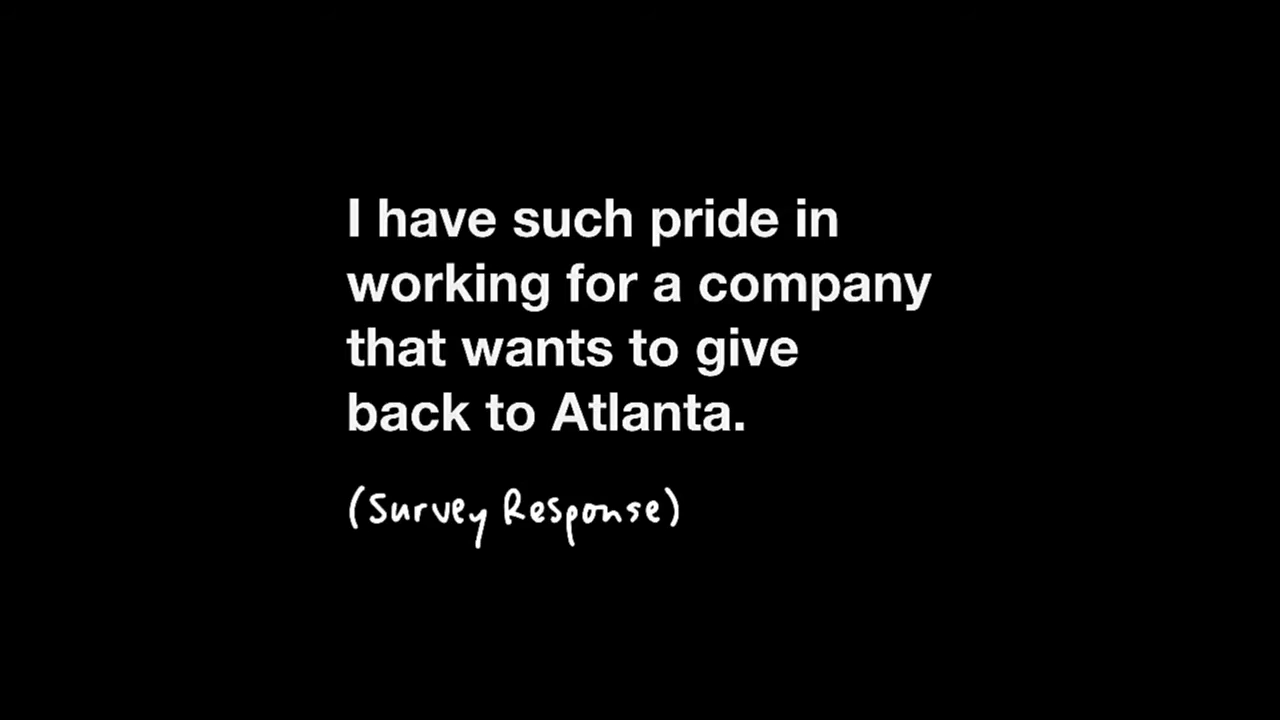 I have such pride in
working for a company
that wants to give
back to Atlanta.
(Survey Response)